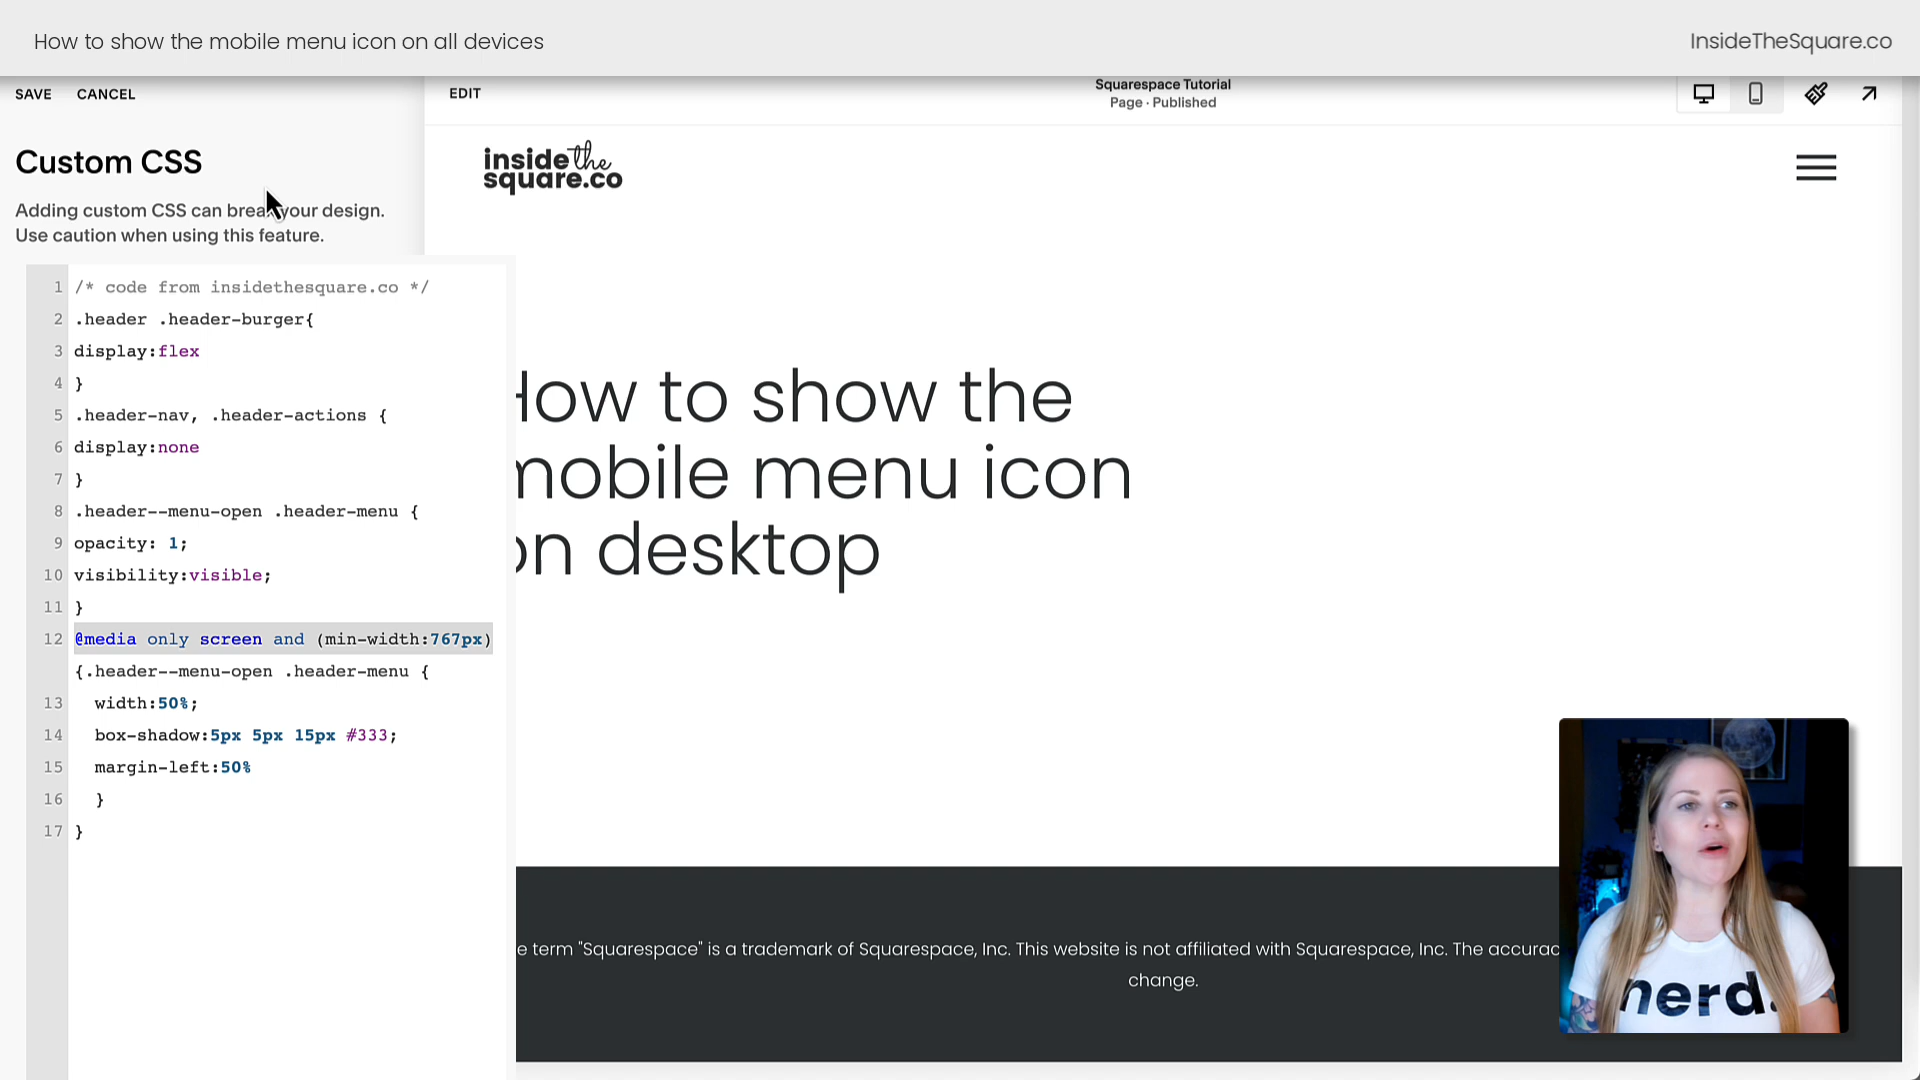 How to show the mobile menu icon on all devices
InsideTheSquare.co
SAVE CANCEL
EDIT
Squarespace Tutorial
Page · Published
Custom CSS
Adding custom CSS can break your design.
Use caution when using this feature.
inside the
square.co
1 /* code from insidethesquare.co */
2 .header .header-burger{
3 display:flex
4 }
5 .header-nav, .header-actions {
6 display:none
7 }
8 .header--menu-open .header-menu {
9 opacity: 1;
10 visibility:visible;
11 }
12 @media only screen and (min-width:767px)
{.header--menu-open .header-menu {
13 width:50%;
14 box-shadow:5px 5px 15px #333;
15 margin-left:50%
16 }
17 }
How to show the
mobile menu icon
on desktop
e term "Squarespace" is a trademark of Squarespace, Inc. This website is not affiliated with Squarespace, Inc. The accurac
change.
nerd.